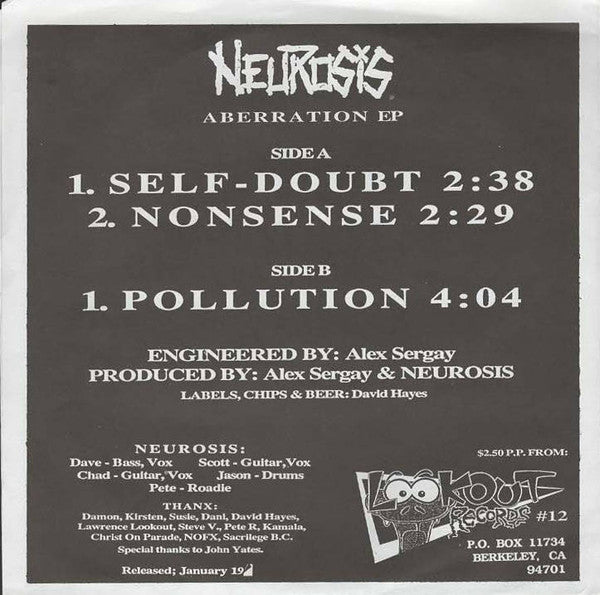 NEUROSIS
ABERRATION EP
SIDE A
1. SELF-DOUBT 2:38
2. NONSENSE 2:29
SIDE B
1. POLLUTION 4:04
ENGINEERED BY: Alex Sergay
PRODUCED BY: Alex Sergay & NEUROSIS
LABELS, CHIPS & BEER: David Hayes
NEUROSIS:
Dave - Bass, Vox Scott - Guitar, Vox
Chad - Guitar, Vox Jason - Drums
Pete - Roadie
THANX:
Damon, Kirsten, Susie, Dani, David Hayes,
Lawrence Lookout, Steve V., Pete R, Kamala,
Christ On Parade, NOFX, Sacrilege B.C.
Special thanks to John Yates.
Released; January 19
$2.50 P.P. FROM:
LOOKOUT
RECORDS #12
P.O. BOX 11734
BERKELEY, CA
94701